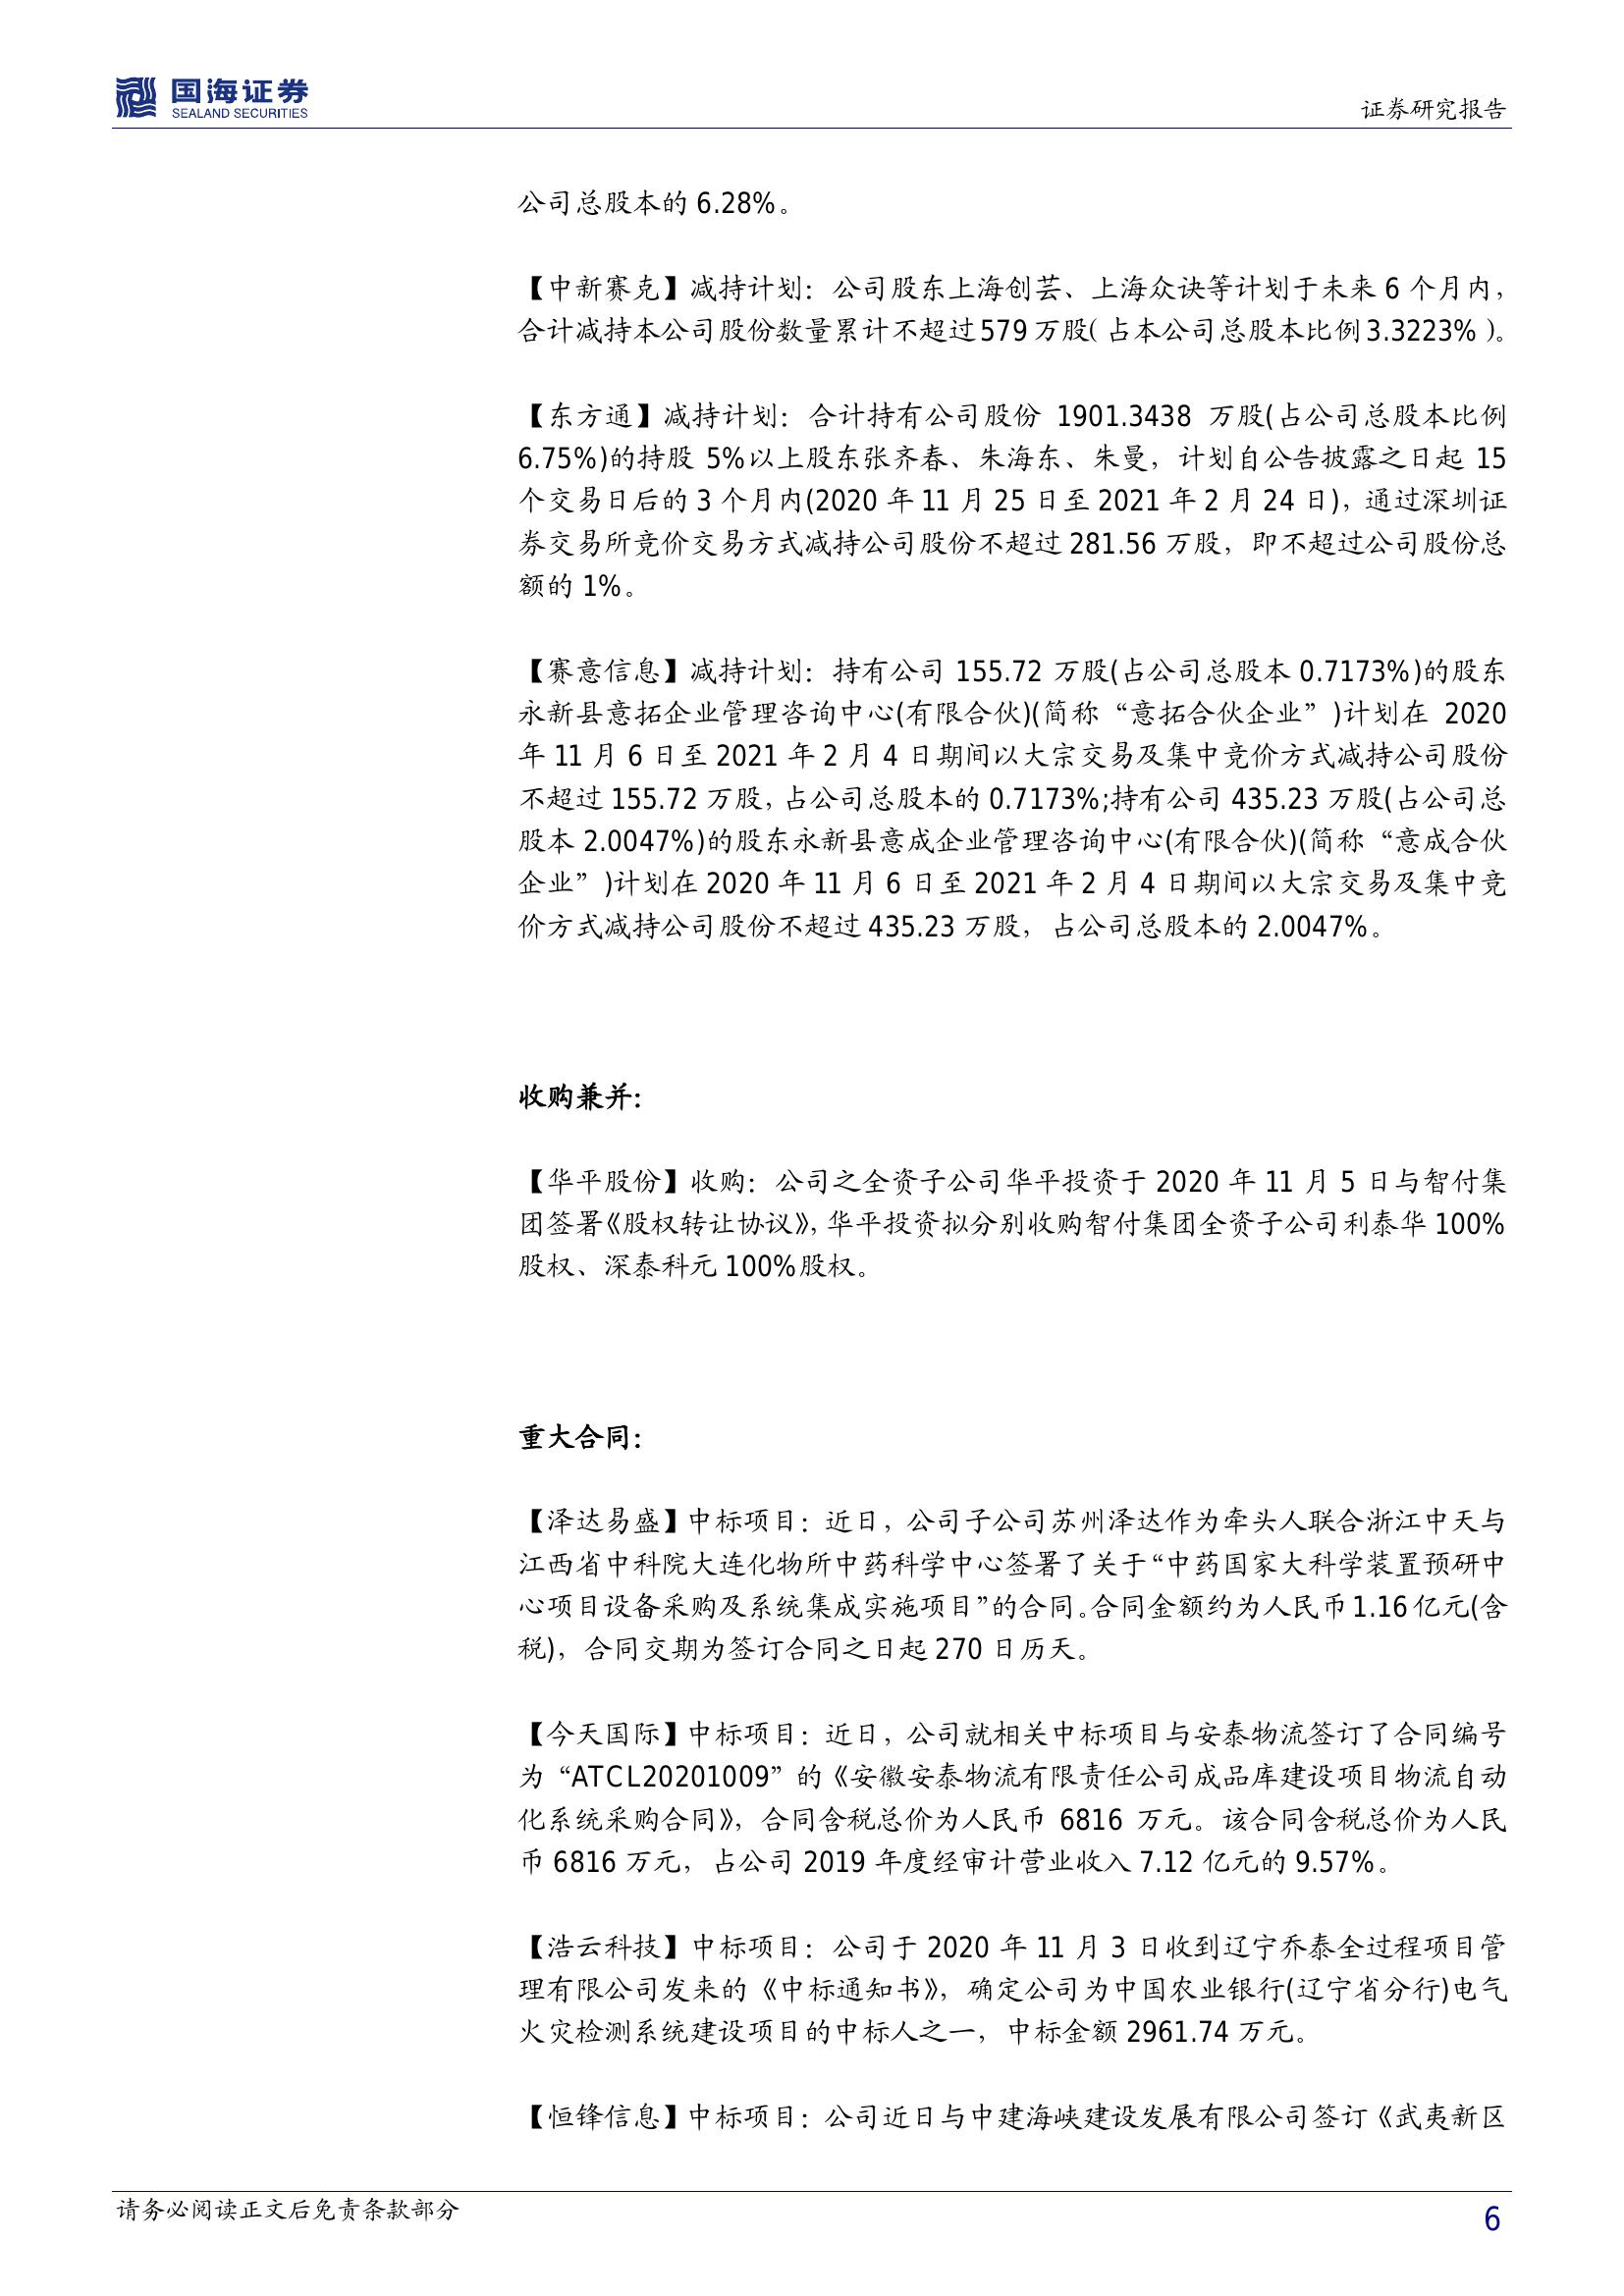 国海证券
SEALAND SECURITIES
证券研究报告
公司总股本的 6.28%。
【中新赛克】减持计划：公司股东上海创芸、上海众诀等计划于未来 6 个月内，
合计减持本公司股份数量累计不超过 579 万股( 占本公司总股本比例 3.3223% )。
【东方通】减持计划：合计持有公司股份 1901.3438 万股(占公司总股本比例
6.75%)的持股 5%以上股东张齐春、朱海东、朱曼，计划自公告披露之日起 15
个交易日后的 3 个月内(2020 年 11 月 25 日至 2021 年 2 月 24 日)，通过深圳证
券交易所竞价交易方式减持公司股份不超过 281.56 万股，即不超过公司股份总
额的 1%。
【赛意信息】减持计划：持有公司 155.72 万股(占公司总股本 0.7173%)的股东
永新县意拓企业管理咨询中心(有限合伙)(简称“意拓合伙企业”)计划在 2020
年 11 月 6 日至 2021 年 2 月 4 日期间以大宗交易及集中竞价方式减持公司股份
不超过 155.72 万股，占公司总股本的 0.7173%;持有公司 435.23 万股(占公司总
股本 2.0047%)的股东永新县意成企业管理咨询中心(有限合伙)(简称“意成合伙
企业”)计划在 2020 年 11 月 6 日至 2021 年 2 月 4 日期间以大宗交易及集中竞
价方式减持公司股份不超过 435.23 万股，占公司总股本的 2.0047%。
收购兼并：
【华平股份】收购：公司之全资子公司华平投资于 2020 年 11 月 5 日与智付集
团签署《股权转让协议》，华平投资拟分别收购智付集团全资子公司利泰华 100%
股权、深泰科元 100%股权。
重大合同：
【泽达易盛】中标项目：近日，公司子公司苏州泽达作为牵头人联合浙江中天与
江西省中科院大连化物所中药科学中心签署了关于“中药国家大科学装置预研中
心项目设备采购及系统集成实施项目”的合同。合同金额约为人民币 1.16 亿元(含
税)，合同交期为签订合同之日起 270 日历天。
【今天国际】中标项目：近日，公司就相关中标项目与安泰物流签订了合同编号
为“ATCL20201009”的《安徽安泰物流有限责任公司成品库建设项目物流自动
化系统采购合同》，合同含税总价为人民币 6816 万元。该合同含税总价为人民
币 6816 万元，占公司 2019 年度经审计营业收入 7.12 亿元的 9.57%。
【浩云科技】中标项目：公司于 2020 年 11 月 3 日收到辽宁乔泰全过程项目管
理有限公司发来的《中标通知书》，确定公司为中国农业银行(辽宁省分行)电气
火灾检测系统建设项目的中标人之一，中标金额 2961.74 万元。
【恒锋信息】中标项目：公司近日与中建海峡建设发展有限公司签订《武夷新区
请务必阅读正文后免责条款部分
6